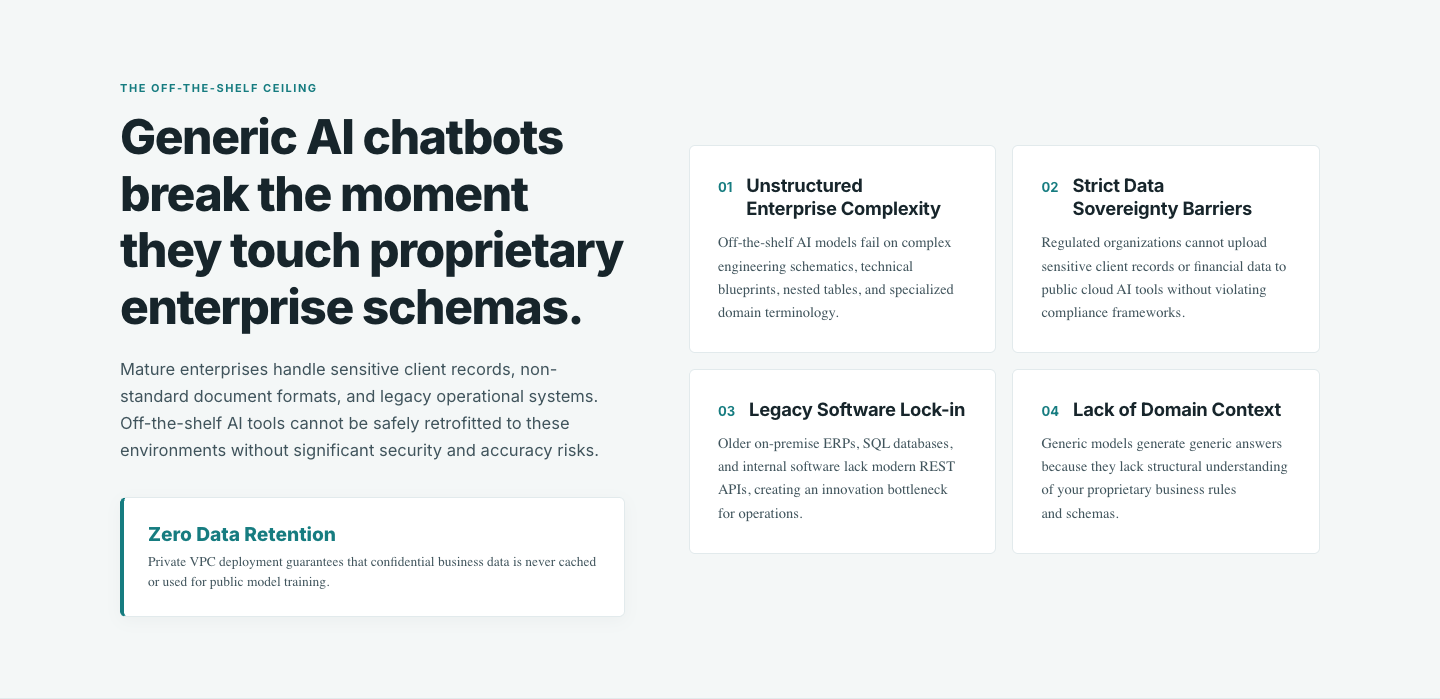 THE OFF-THE-SHELF CEILING
Generic AI chatbots
break the moment
they touch proprietary
enterprise schemas.
Mature enterprises handle sensitive client records, non-
standard document formats, and legacy operational systems.
Off-the-shelf AI tools cannot be safely retrofitted to these
environments without significant security and accuracy risks.
Zero Data Retention
Private VPC deployment guarantees that confidential business data is never cached
or used for public model training.
01 Unstructured
Enterprise Complexity
Off-the-shelf AI models fail on complex
engineering schematics, technical
blueprints, nested tables, and specialized
domain terminology.
02 Strict Data
Sovereignty Barriers
Regulated organizations cannot upload
sensitive client records or financial data to
public cloud AI tools without violating
compliance frameworks.
03 Legacy Software Lock-in
Older on-premise ERPs, SQL databases,
and internal software lack modern REST
APIs, creating an innovation bottleneck
for operations.
04 Lack of Domain Context
Generic models generate generic answers
because they lack structural understanding
of your proprietary business rules
and schemas.